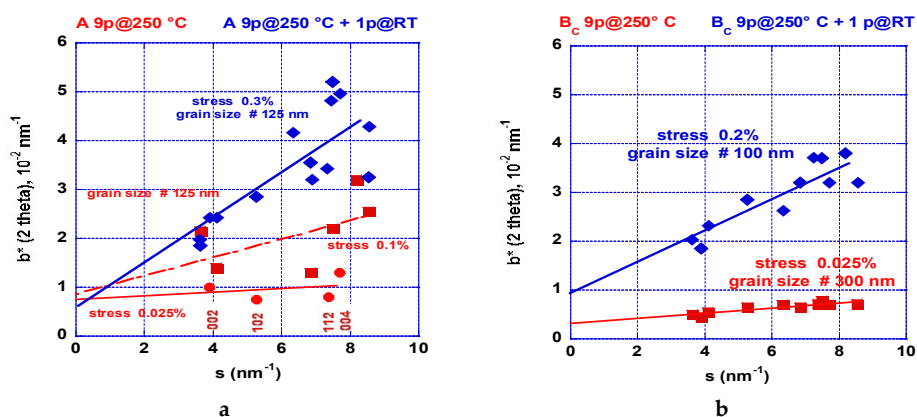 A 9p@250 °C A 9p@250 °C + 1p@RT
6
5
4
3
2
1
0
b* (2 theta), 10⁻² nm⁻¹
stress 0.3%
grain size # 125 nm
grain size # 125 nm
stress 0.1%
stress 0.025%
002
102
112
004
0 2 4 6 8 10
s (nm⁻¹)
a
B_C 9p@250° C B_C 9p@250° C + 1 p@RT
6
5
4
3
2
1
0
b* (2 theta), 10⁻² nm⁻¹
stress 0.2%
grain size # 100 nm
stress 0.025%
grain size # 300 nm
0 2 4 6 8 10
s (nm⁻¹)
b